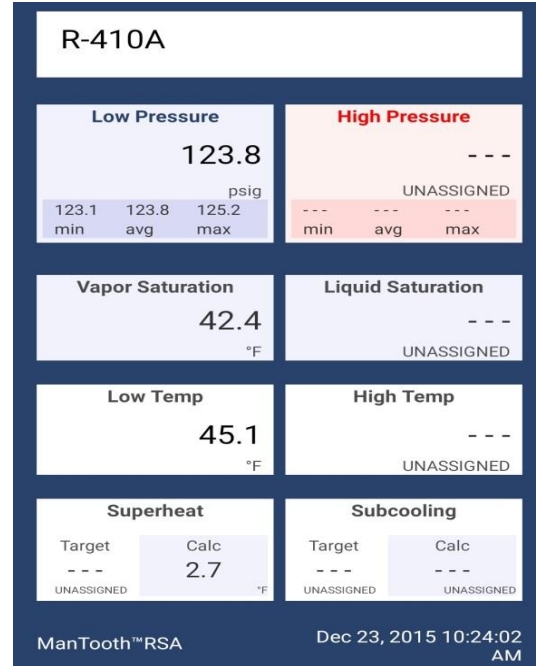 R-410A
Low Pressure
123.8
psig
123.1 123.8 125.2
min avg max
High Pressure
- - -
UNASSIGNED
- - - - - - - - -
min avg max
Vapor Saturation
42.4
°F
Liquid Saturation
- - -
UNASSIGNED
Low Temp
45.1
°F
High Temp
- - -
UNASSIGNED
Superheat
Target Calc
- - - 2.7
UNASSIGNED °F
Subcooling
Target Calc
- - - - - -
UNASSIGNED UNASSIGNED
ManTooth™RSA
Dec 23, 2015 10:24:02
AM